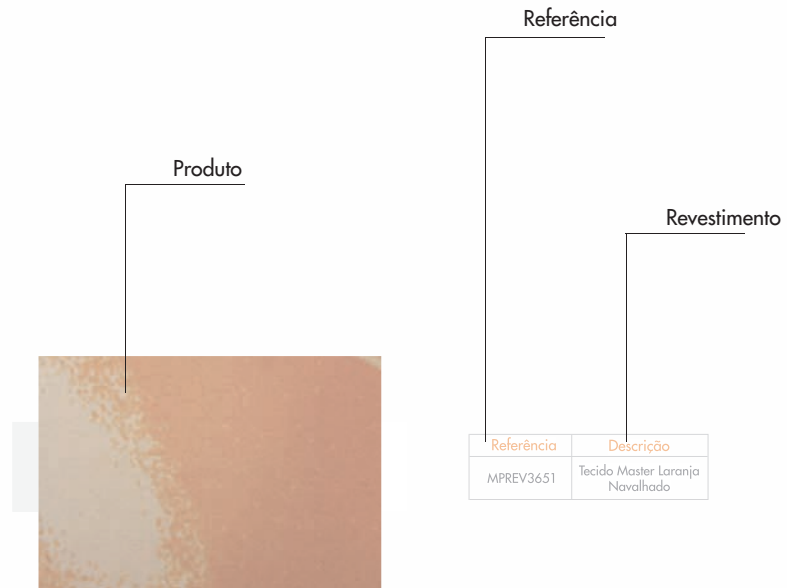 Referência
Produto
Revestimento
Referência Descrição
MPREV3651 Tecido Master Laranja
Navalhado